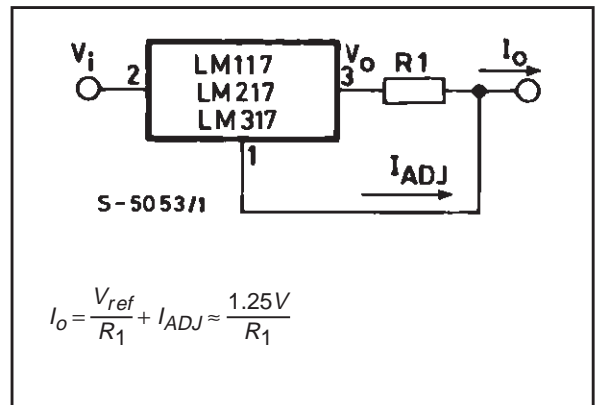 Vi
2
LM117
LM217
LM317
Vo
3
R1
Io
1
IADJ
S-5053/1
Io = Vref / R1 + IADJ ≈ 1.25V / R1